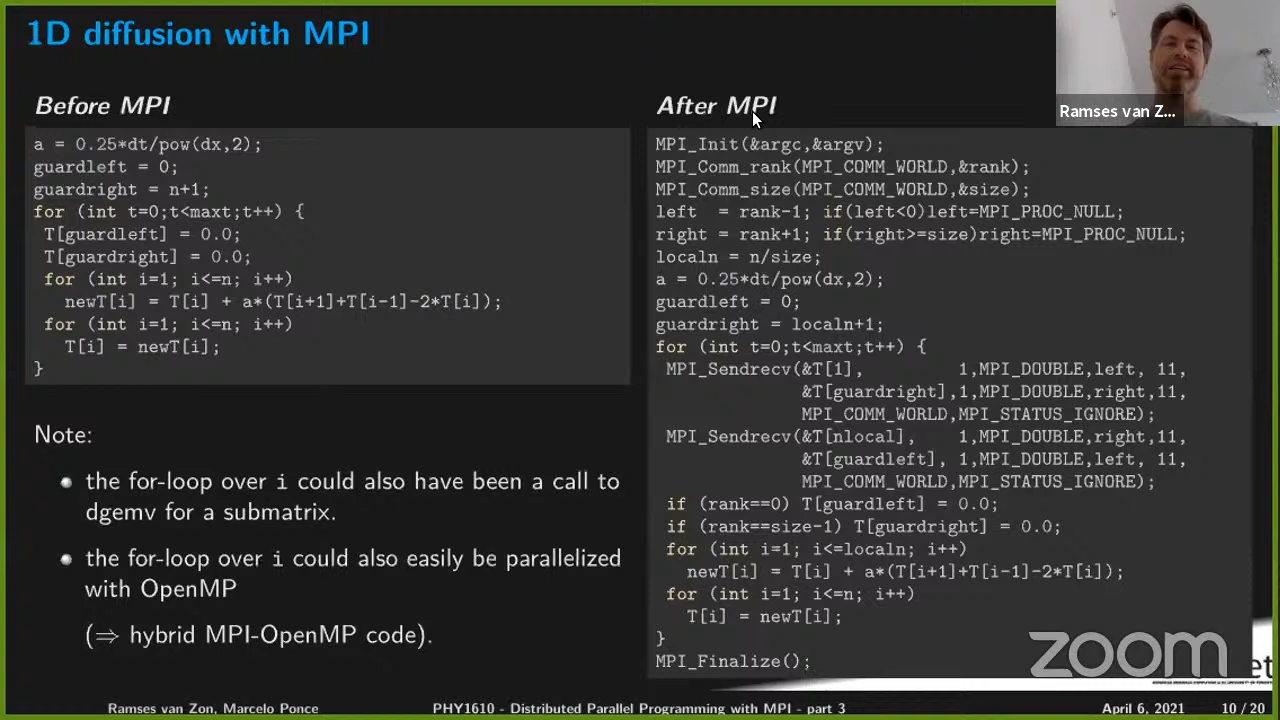 1D diffusion with MPI
Ramses van Z...
Before MPI
a = 0.25*dt/pow(dx,2);
guardleft = 0;
guardright = n+1;
for (int t=0;t<maxt;t++) {
T[guardleft] = 0.0;
T[guardright] = 0.0;
for (int i=1; i<=n; i++)
newT[i] = T[i] + a*(T[i+1]+T[i-1]-2*T[i]);
for (int i=1; i<=n; i++)
T[i] = newT[i];
}
Note:
the for-loop over i could also have been a call to
dgemv for a submatrix.
the for-loop over i could also easily be parallelized
with OpenMP
(⇒ hybrid MPI-OpenMP code).
After MPI
MPI_Init(&argc,&argv);
MPI_Comm_rank(MPI_COMM_WORLD,&rank);
MPI_Comm_size(MPI_COMM_WORLD,&size);
left  = rank-1; if(left<0)left=MPI_PROC_NULL;
right = rank+1; if(right>=size)right=MPI_PROC_NULL;
localn = n/size;
a = 0.25*dt/pow(dx,2);
guardleft = 0;
guardright = localn+1;
for (int t=0;t<maxt;t++) {
MPI_Sendrecv(&T[1],         1,MPI_DOUBLE,left, 11,
&T[guardright],1,MPI_DOUBLE,right,11,
MPI_COMM_WORLD,MPI_STATUS_IGNORE);
MPI_Sendrecv(&T[nlocal],    1,MPI_DOUBLE,right,11,
&T[guardleft], 1,MPI_DOUBLE,left, 11,
MPI_COMM_WORLD,MPI_STATUS_IGNORE);
if (rank==0) T[guardleft] = 0.0;
if (rank==size-1) T[guardright] = 0.0;
for (int i=1; i<=localn; i++)
newT[i] = T[i] + a*(T[i+1]+T[i-1]-2*T[i]);
for (int i=1; i<=n; i++)
T[i] = newT[i];
}
MPI_Finalize();
zoom
Ramses van Zon, Marcelo Ponce
PHY1610 - Distributed Parallel Programming with MPI - part 3
April 6, 2021
10 / 20